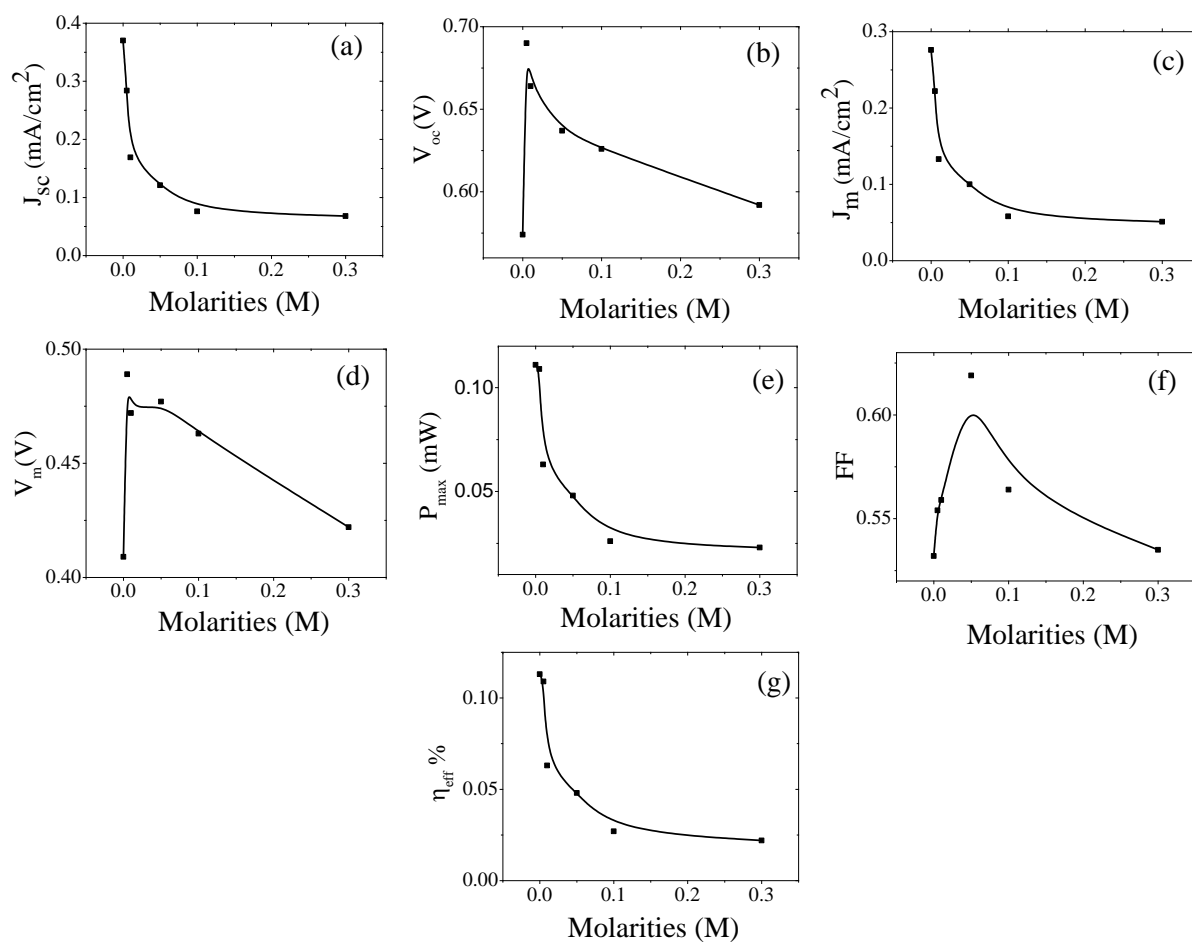 (a)
0.4
0.3
0.2
0.1
0.0
J_sc (mA/cm²)
0.0 0.1 0.2 0.3
Molarities (M)
(b)
0.70
0.65
0.60
V_oc(V)
0.0 0.1 0.2 0.3
Molarities (M)
(c)
0.3
0.2
0.1
0.0
J_m (mA/cm²)
0.0 0.1 0.2 0.3
Molarities (M)
(d)
0.50
0.45
0.40
V_m(V)
0.0 0.1 0.2 0.3
Molarities (M)
(e)
0.10
0.05
P_max (mW)
0.0 0.1 0.2 0.3
Molarities (M)
(f)
0.60
0.55
FF
0.0 0.1 0.2 0.3
Molarities (M)
(g)
0.10
0.05
0.00
η_eff %
0.0 0.1 0.2 0.3
Molarities (M)